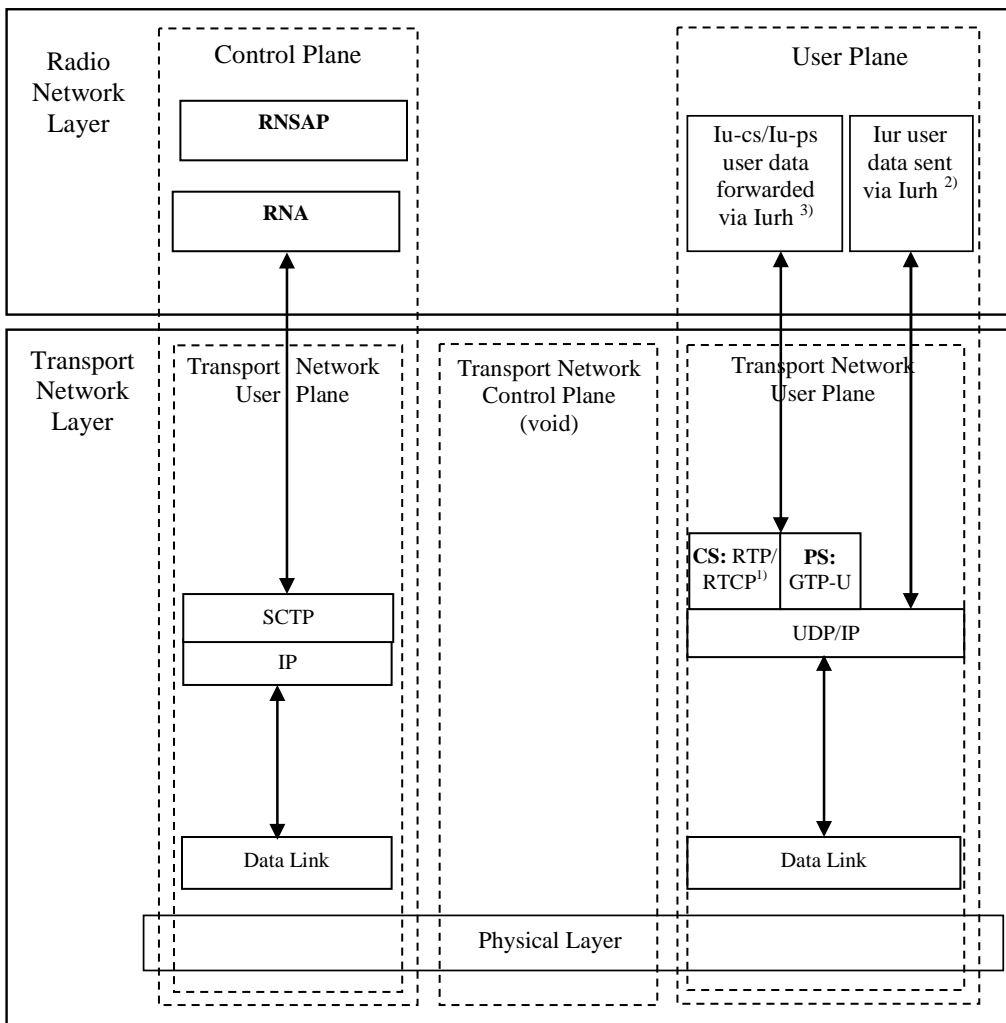 Radio
Network
Layer
Control Plane
RNSAP
RNA
User Plane
Iu-cs/Iu-ps
user data
forwarded
via Iurh 3)
Iur user
data sent
via Iurh 2)
Transport
Network
Layer
Transport Network
User Plane
Transport Network
Control Plane
(void)
Transport Network
User Plane
SCTP
IP
Data Link
CS: RTP/
RTCP1)
PS:
GTP-U
UDP/IP
Data Link
Physical Layer